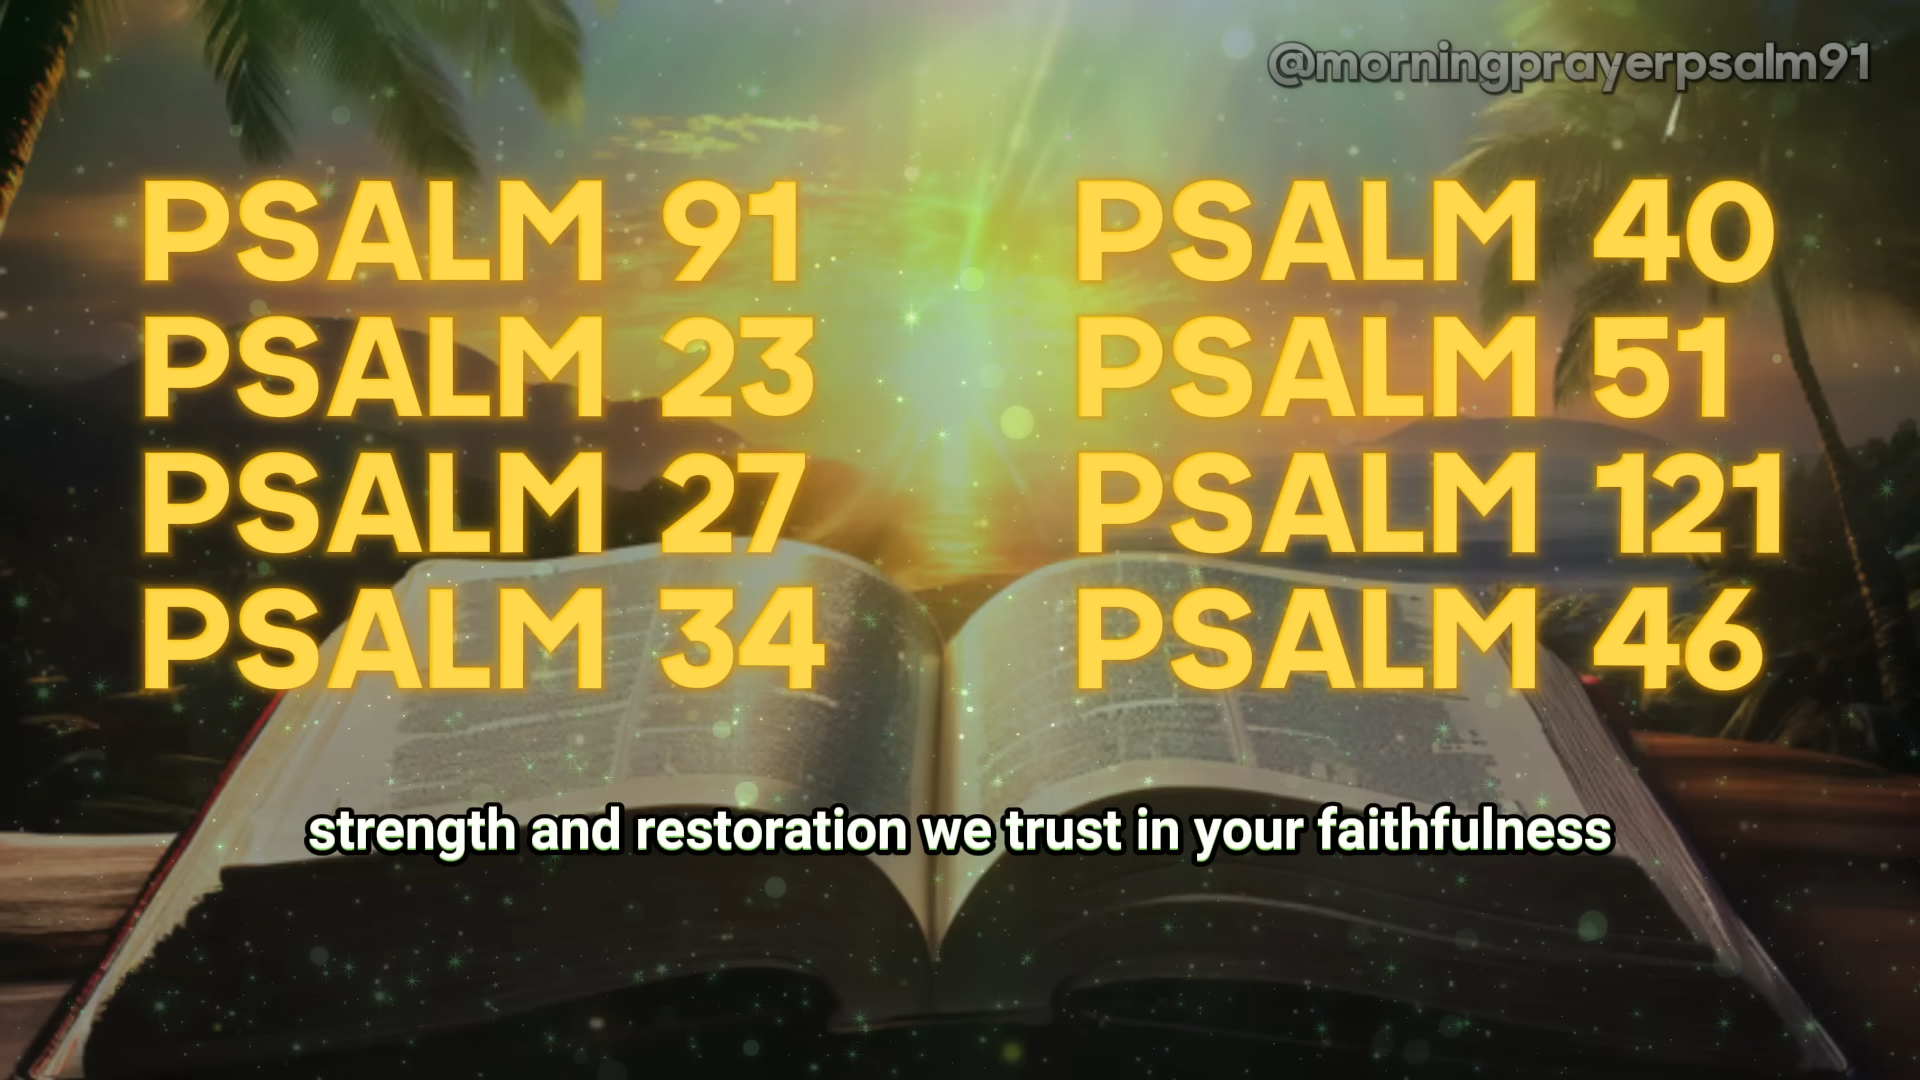 @morningprayerpsalm91
PSALM 91
PSALM 23
PSALM 27
PSALM 34
PSALM 40
PSALM 51
PSALM 121
PSALM 46
strength and restoration we trust in your faithfulness